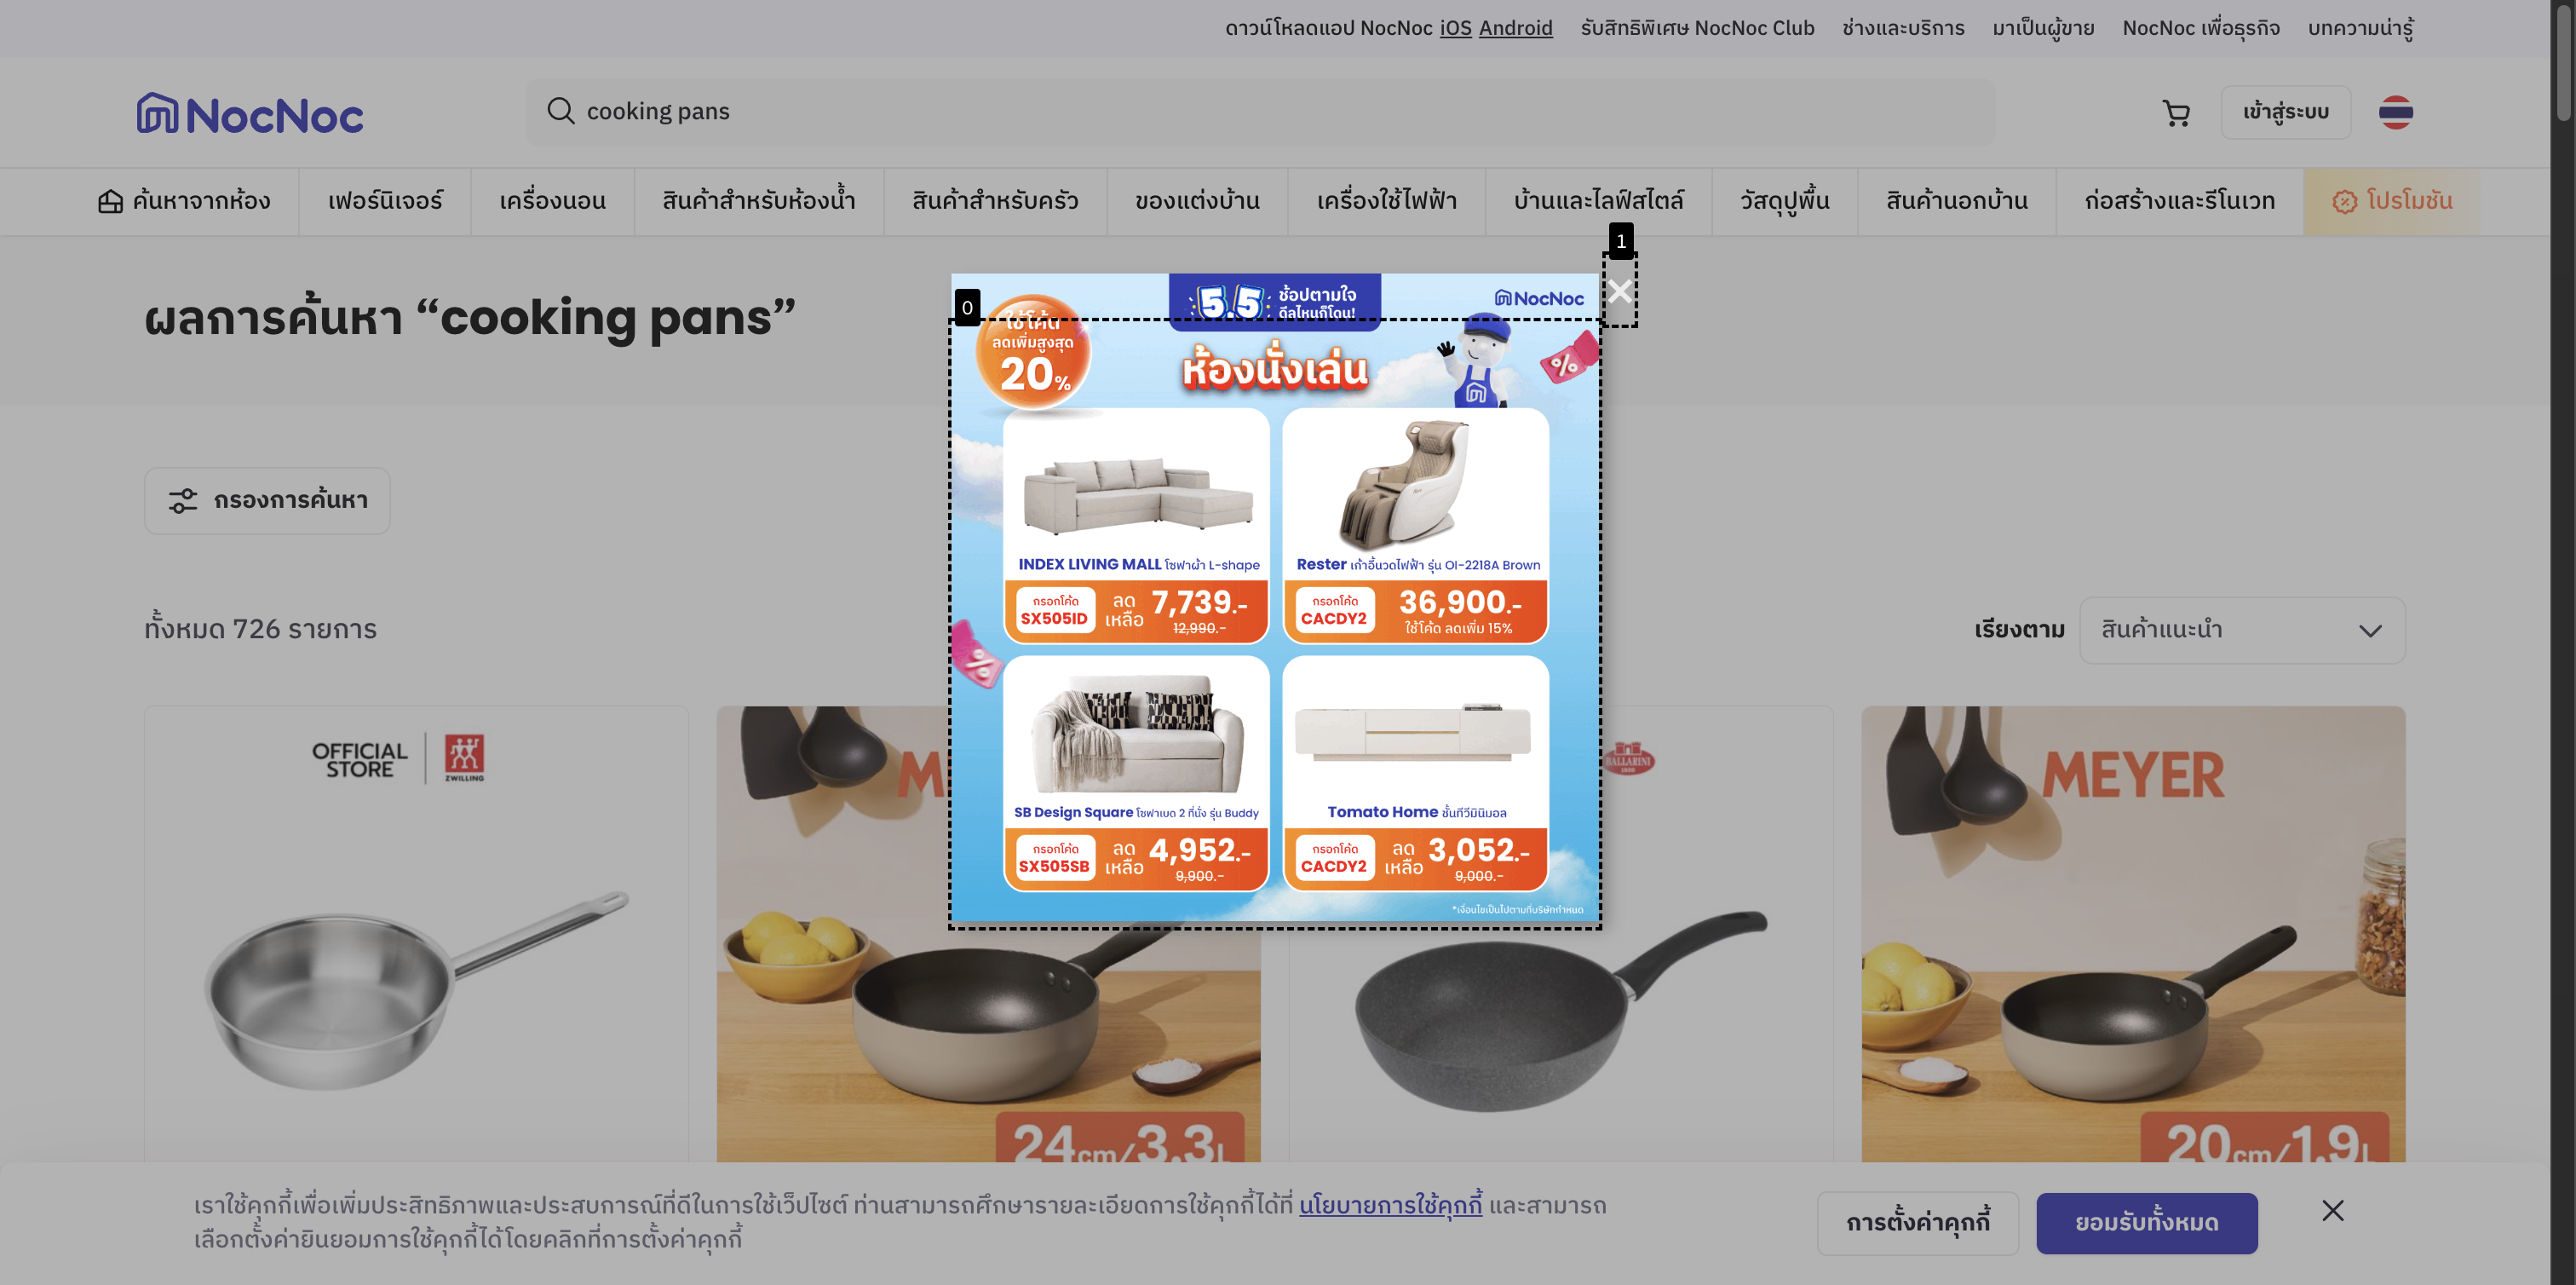 ดาวน์โหลดแอป NocNoc iOS Android รับสิทธิพิเศษ NocNoc Club ช่างและบริการ มาเป็นผู้ขาย NocNoc เพื่อธุรกิจ บทความน่ารู้
NocNoc
cooking pans
เข้าสู่ระบบ
ค้นหาจากห้อง เฟอร์นิเจอร์ เครื่องนอน สินค้าสำหรับห้องน้ำ สินค้าสำหรับครัว ของแต่งบ้าน เครื่องใช้ไฟฟ้า บ้านและไลฟ์สไตล์ วัสดุปูพื้น สินค้านอกบ้าน ก่อสร้างและรีโนเวท โปรโมชัน
ผลการค้นหา “cooking pans”
0
1
5.5 ช้อปตามใจ
ดีลไหนก็โดน!
NocNoc
ใช้โค้ด
ลดเพิ่มสูงสุด
20%
ห้องนั่งเล่น
%
INDEX LIVING MALL โซฟาผ้า L-shape
กรอกโค้ด
SX505ID
ลด
เหลือ
7,739.-
12,990.-
Rester เก้าอี้นวดไฟฟ้า รุ่น OI-2218A Brown
กรอกโค้ด
CACDY2
36,900.-
ใช้โค้ด ลดเพิ่ม 15%
%
SB Design Square โซฟาเบด 2 ที่นั่ง รุ่น Buddy
กรอกโค้ด
SX505SB
ลด
เหลือ
4,952.-
9,900.-
Tomato Home ชั้นทีวีมินิมอล
กรอกโค้ด
CACDY2
ลด
เหลือ
3,052.-
9,000.-
*เงื่อนไขเป็นไปตามที่บริษัทกำหนด
กรองการค้นหา
ทั้งหมด 726 รายการ
เรียงตาม สินค้าแนะนำ
OFFICIAL
STORE
ZWILLING
M
BALLARINI
MEYER
24cm/3.3L
20cm/1.9L
เราใช้คุกกี้เพื่อเพิ่มประสิทธิภาพและประสบการณ์ที่ดีในการใช้เว็ปไซต์ ท่านสามารถศึกษารายละเอียดการใช้คุกกี้ได้ที่ นโยบายการใช้คุกกี้ และสามารถ
เลือกตั้งค่ายินยอมการใช้คุกกี้ได้โดยคลิกที่การตั้งค่าคุกกี้
การตั้งค่าคุกกี้
ยอมรับทั้งหมด